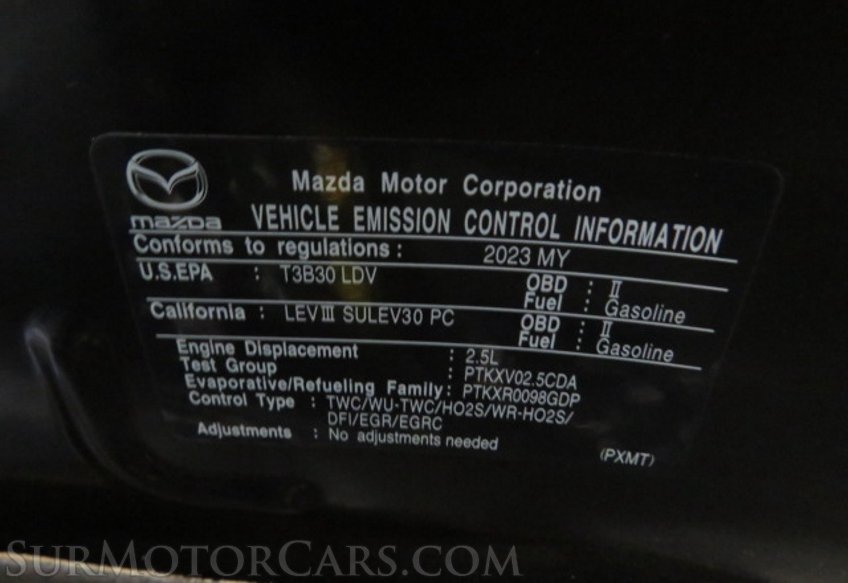 Mazda Motor Corporation
mazda VEHICLE EMISSION CONTROL INFORMATION
Conforms to regulations : 2023 MY
U.S.EPA : T3B30 LDV OBD : II
Fuel : Gasoline
California : LEVIII SULEV30 PC OBD : II
Fuel : Gasoline
Engine Displacement : 2.5L
Test Group : PTKXV02.5CDA
Evaporative/Refueling Family : PTKXR0098GDP
Control Type : TWC/WU-TWC/HO2S/WR-HO2S/
DFI/EGR/EGRC
Adjustments : No adjustments needed
(PXMT)
SURMOTORCARS.COM